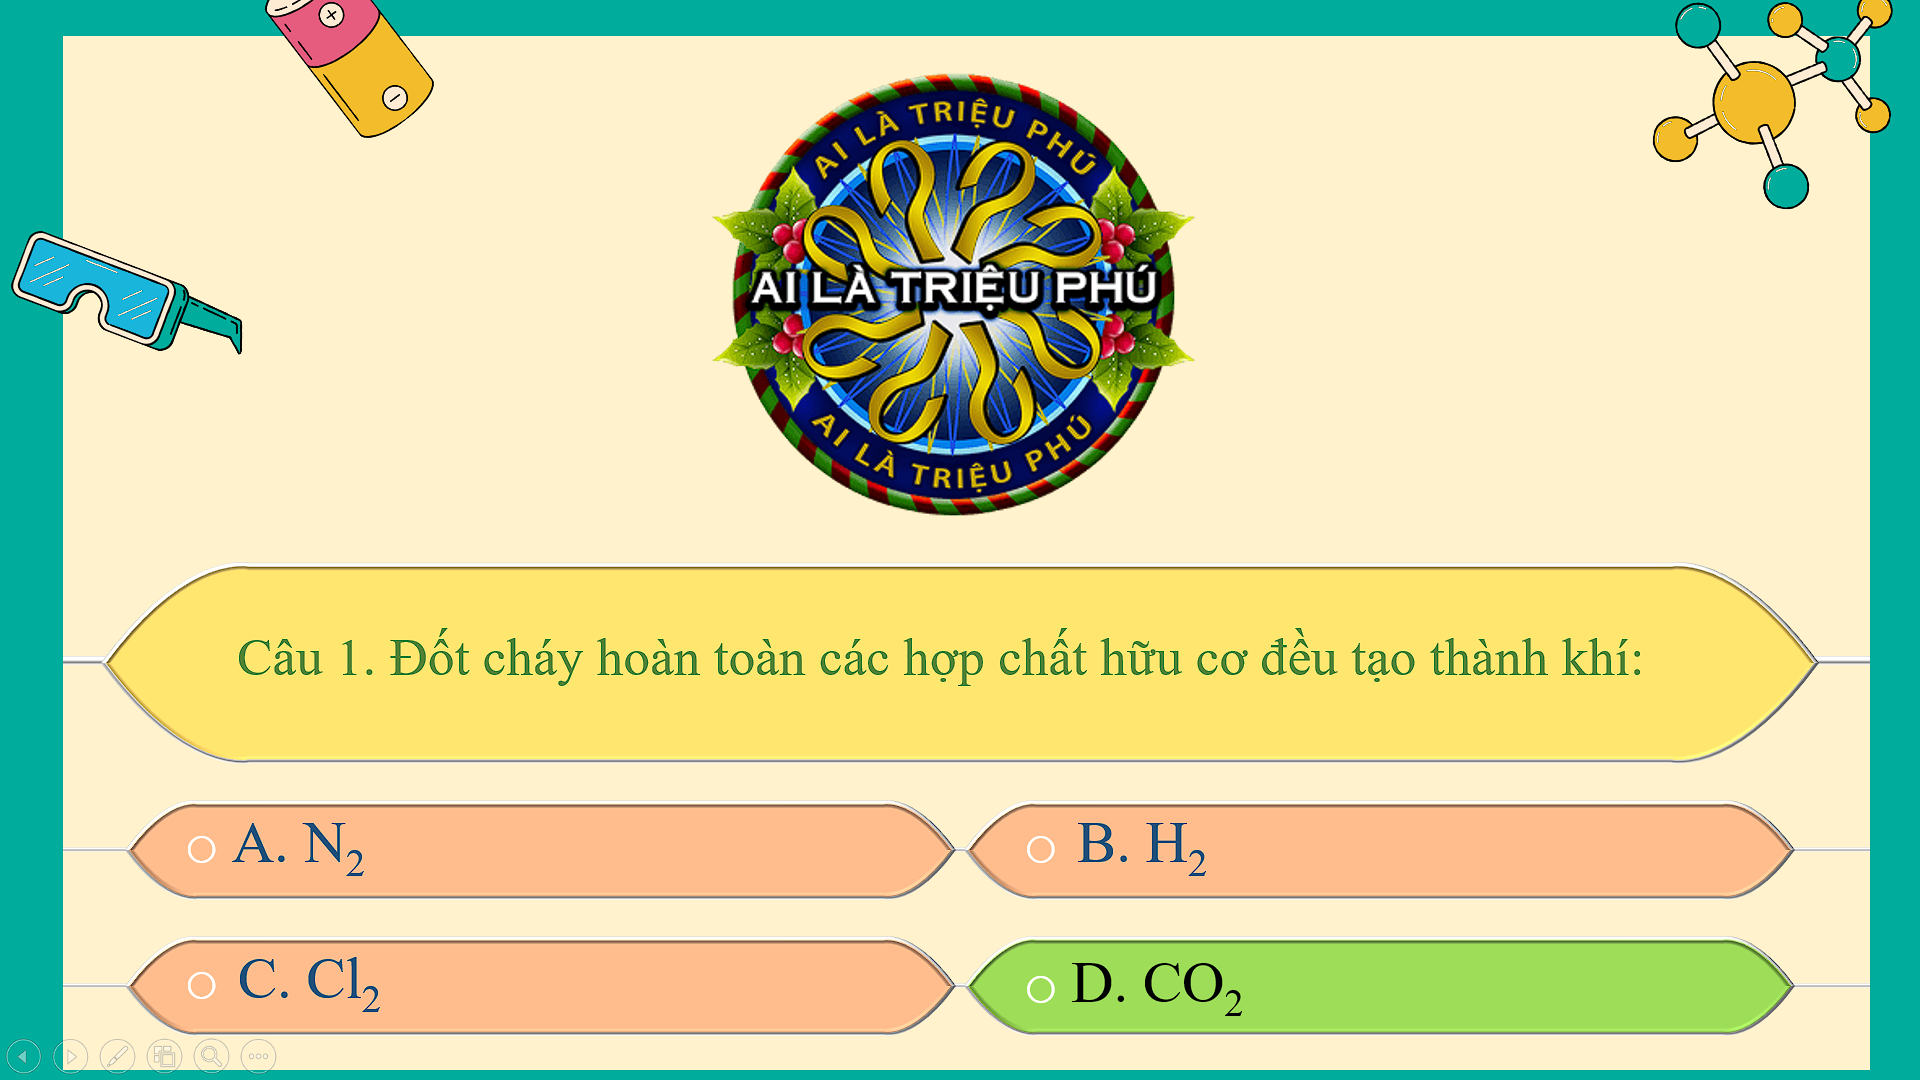 AI LÀ TRIỆU PHÚ
AI LÀ TRIỆU PHÚ
AI LÀ TRIỆU PHÚ
Câu 1. Đốt cháy hoàn toàn các hợp chất hữu cơ đều tạo thành khí:
A. N₂
B. H₂
C. Cl₂
D. CO₂